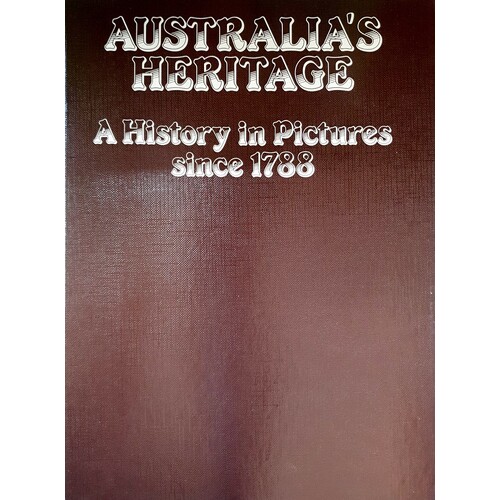 AUSTRALIA'S
HERITAGE
A History in Pictures
since 1788